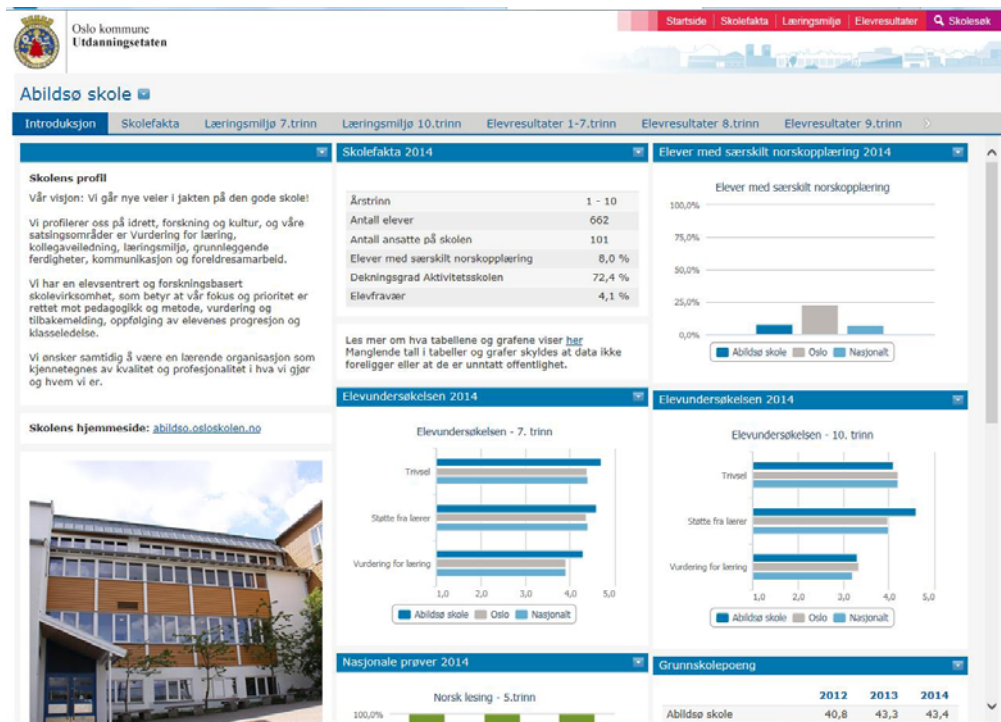 Oslo kommune
Utdanningsetaten
Startside Skolefakta Læringsmiljø Elevresultater Skolesøk
Abildsø skole
Introduksjon Skolefakta Læringsmiljø 7.trinn Læringsmiljø 10.trinn Elevresultater 1-7.trinn Elevresultater 8.trinn Elevresultater 9.trinn
Skolens profil
Vår visjon: Vi går nye veier i jakten på den gode skole!
Vi profilerer oss på idrett, forskning og kultur, og våre
satsingsområder er Vurdering for læring,
kollegaveiledning, læringsmiljø, grunnleggende
ferdigheter, kommunikasjon og foreldresamarbeid.
Vi har en elevsentrert og forskningsbasert
skolevirksomhet, som betyr at vår fokus og prioritet er
rettet mot pedagogikk og metode, vurdering og
tilbakemelding, oppfølging av elevenes progresjon og
klasseledelse.
Vi ønsker samtidig å være en lærende organisasjon som
kjennetegnes av kvalitet og profesjonalitet i hva vi gjør
og hvem vi er.
Skolens hjemmeside: abildso.osloskolen.no
Skolefakta 2014
Årstrinn 1 - 10
Antall elever 662
Antall ansatte på skolen 101
Elever med særskilt norskopplæring 8,0 %
Dekningsgrad Aktivitetsskolen 72,4 %
Elevfravær 4,1 %
Les mer om hva tabellene og grafene viser her
Manglende tall i tabeller og grafer skyldes at data ikke
foreligger eller at de er unntatt offentlighet.
Elevundersøkelsen 2014
Elevundersøkelsen - 7. trinn
Trivsel
Støtte fra lærer
Vurdering for læring
1,0 2,0 3,0 4,0 5,0
Abildsø skole Oslo Nasjonalt
Nasjonale prøver 2014
Norsk lesing - 5.trinn
100,0%
Elever med særskilt norskopplæring 2014
Elever med særskilt norskopplæring
100,0%
75,0%
50,0%
25,0%
0,0%
Abildsø skole Oslo Nasjonalt
Elevundersøkelsen 2014
Elevundersøkelsen - 10. trinn
Trivsel
Støtte fra lærer
Vurdering for læring
1,0 2,0 3,0 4,0 5,0
Abildsø skole Oslo Nasjonalt
Grunnskolepoeng
2012 2013 2014
Abildsø skole 40,8 43,3 43,4